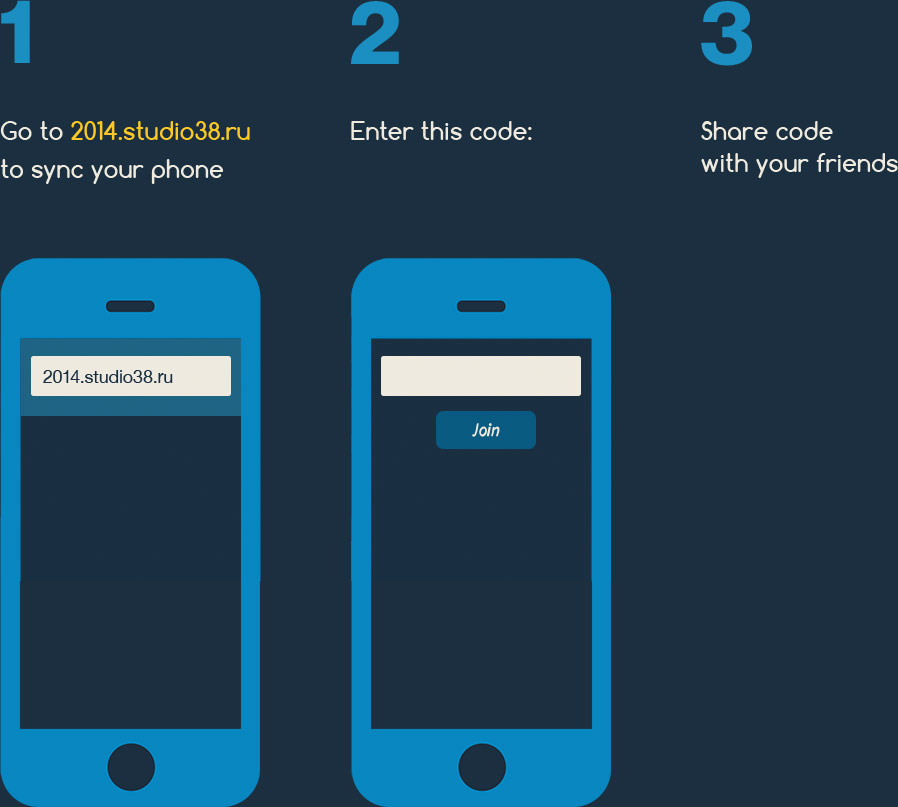 1
Go to 2014.studio38.ru
to sync your phone
2014.studio38.ru
2
Enter this code:
Join
3
Share code
with your friends